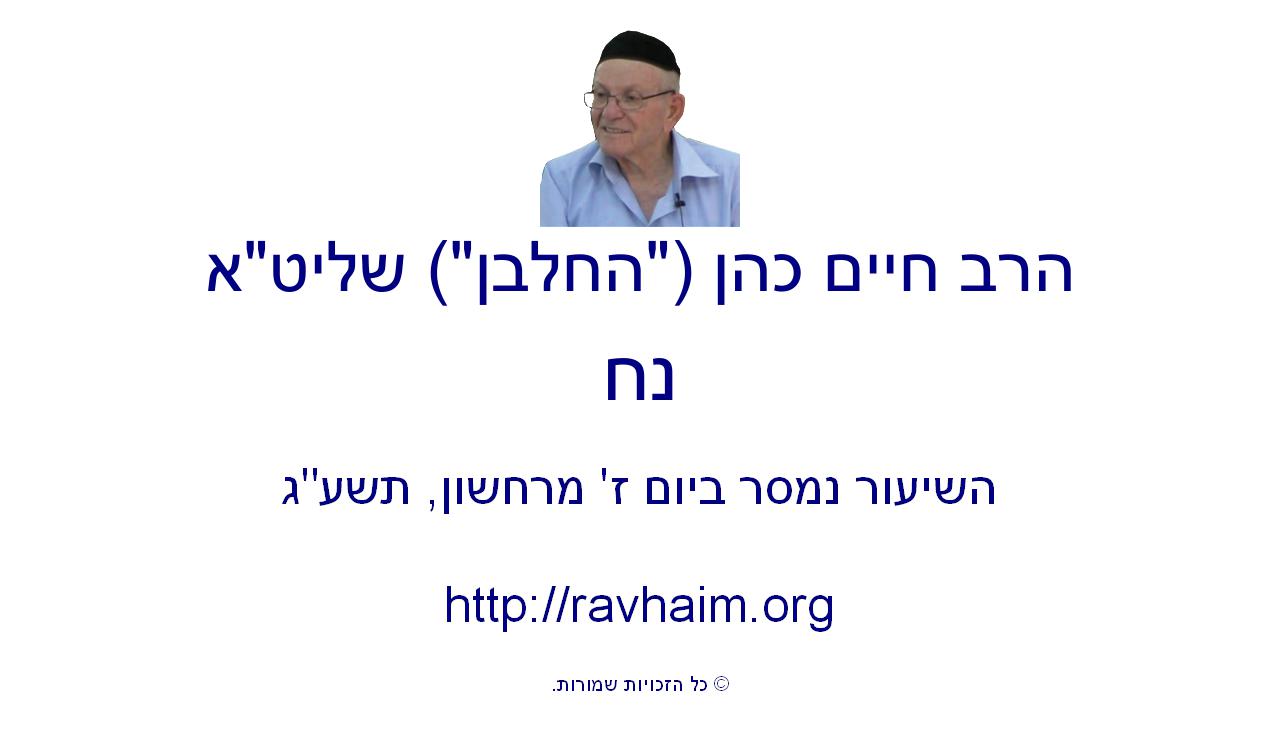 הרב חיים כהן ("החלבן") שליט"א
נח
השיעור נמסר ביום ז' מרחשון, תשע"ג
http://ravhaim.org
© כל הזכויות שמורות.